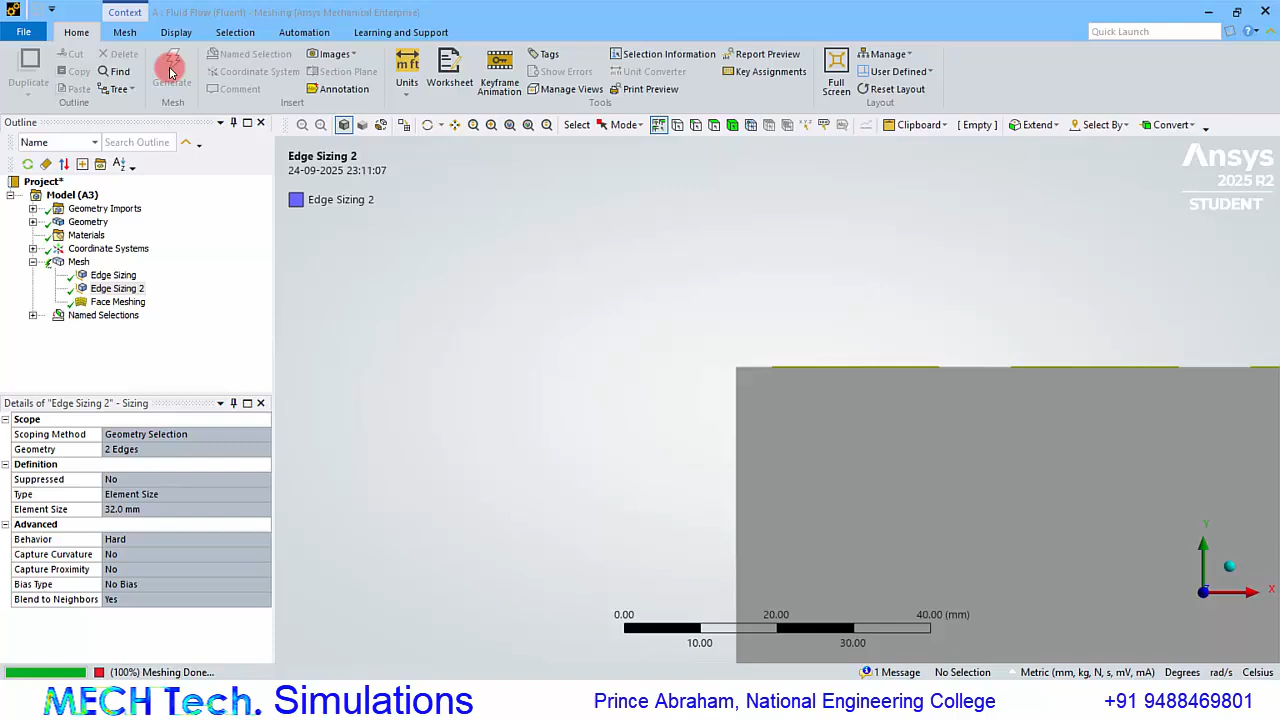 Context
A : Fluid Flow (Fluent) - Meshing [Ansys Mechanical Enterprise]
File Home Mesh Display Selection Automation Learning and Support
Quick Launch
Duplicate
Cut
Copy
Paste
Delete
Find
Tree
Outline
Generate
Mesh
Named Selection
Coordinate System
Comment
Images
Section Plane
Annotation
Insert
Units
Worksheet
Keyframe
Animation
Tags
Show Errors
Manage Views
Selection Information
Unit Converter
Print Preview
Report Preview
Key Assignments
Tools
Full
Screen
Manage
User Defined
Reset Layout
Layout
Outline
Name
Search Outline
Select Mode
Clipboard
[ Empty ]
Extend
Select By
Convert
Project*
Model (A3)
Geometry Imports
Geometry
Materials
Coordinate Systems
Mesh
Edge Sizing
Edge Sizing 2
Face Meshing
Named Selections
Edge Sizing 2
24-09-2025 23:11:07
Edge Sizing 2
Ansys
2025 R2
STUDENT
Details of "Edge Sizing 2" - Sizing
Scope
Scoping Method Geometry Selection
Geometry 2 Edges
Definition
Suppressed No
Type Element Size
Element Size 32.0 mm
Advanced
Behavior Hard
Capture Curvature No
Capture Proximity No
Bias Type No Bias
Blend to Neighbors Yes
0.00 20.00 40.00 (mm)
10.00 30.00
Y
X
(100%) Meshing Done...
1 Message
No Selection
Metric (mm, kg, N, s, mV, mA)
Degrees
rad/s
Celsius
MECH Tech. Simulations
Prince Abraham, National Engineering College
+91 9488469801